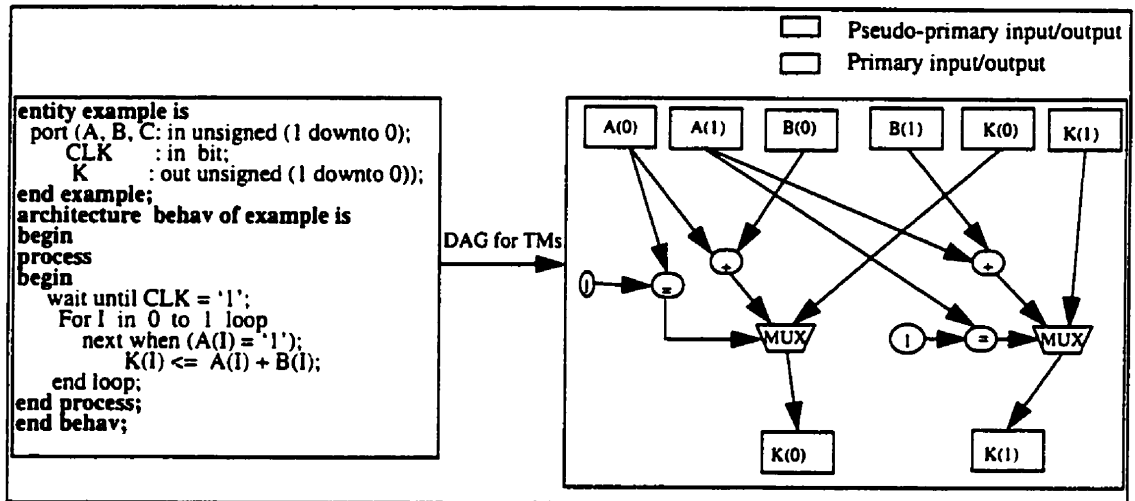 Pseudo-primary input/output
Primary input/output
entity example is
port (A, B, C: in unsigned (1 downto 0);
CLK : in bit;
K : out unsigned (1 downto 0));
end example;
architecture behav of example is
begin
process
begin
wait until CLK = ‘1’;
For I in 0 to 1 loop
next when (A(I) = ‘1’);
K(I) <= A(I) + B(I);
end loop;
end process;
end behav;
DAG for TMs
A(0) A(1) B(0) B(1) K(0) K(1)
+ +
1 =
MUX 1 = MUX
K(0) K(1)